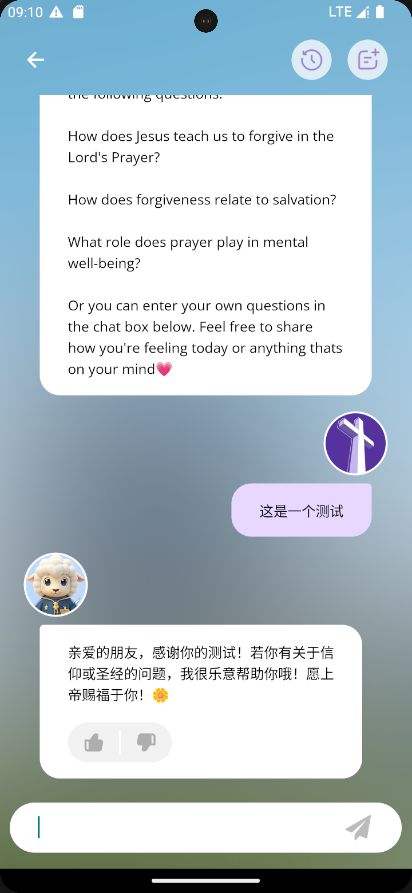 09:10
LTE
the following questions:
How does Jesus teach us to forgive in the
Lord's Prayer?
How does forgiveness relate to salvation?
What role does prayer play in mental
well-being?
Or you can enter your own questions in
the chat box below. Feel free to share
how you're feeling today or anything thats
on your mind💗
这是一个测试
亲爱的朋友，感谢你的测试！若你有关于信
仰或圣经的问题，我很乐意帮助你哦！愿上
帝赐福于你！🌼